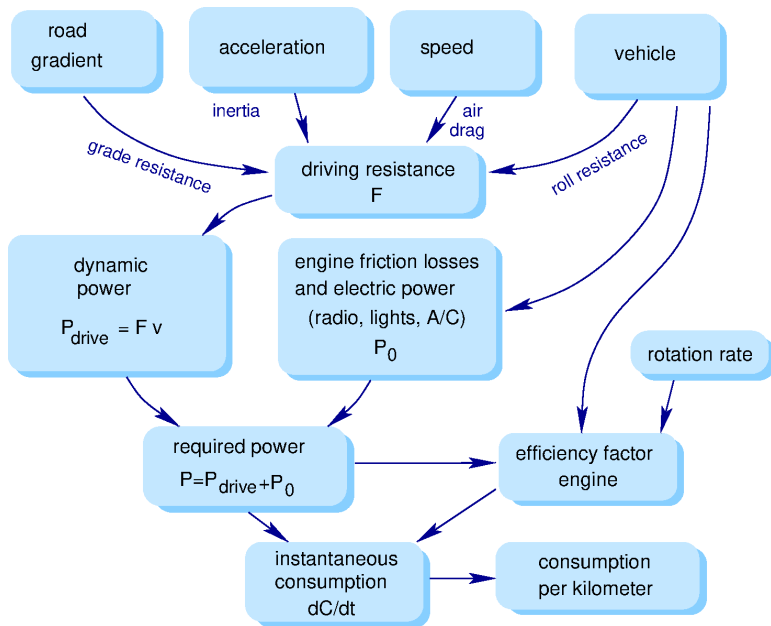 road
gradient
acceleration
speed
vehicle
inertia
air
drag
grade resistance
roll resistance
driving resistance
F
dynamic
power
P_drive = F v
engine friction losses
and electric power
(radio, lights, A/C)
P_0
rotation rate
required power
P=P_drive+P_0
efficiency factor
engine
instantaneous
consumption
dC/dt
consumption
per kilometer